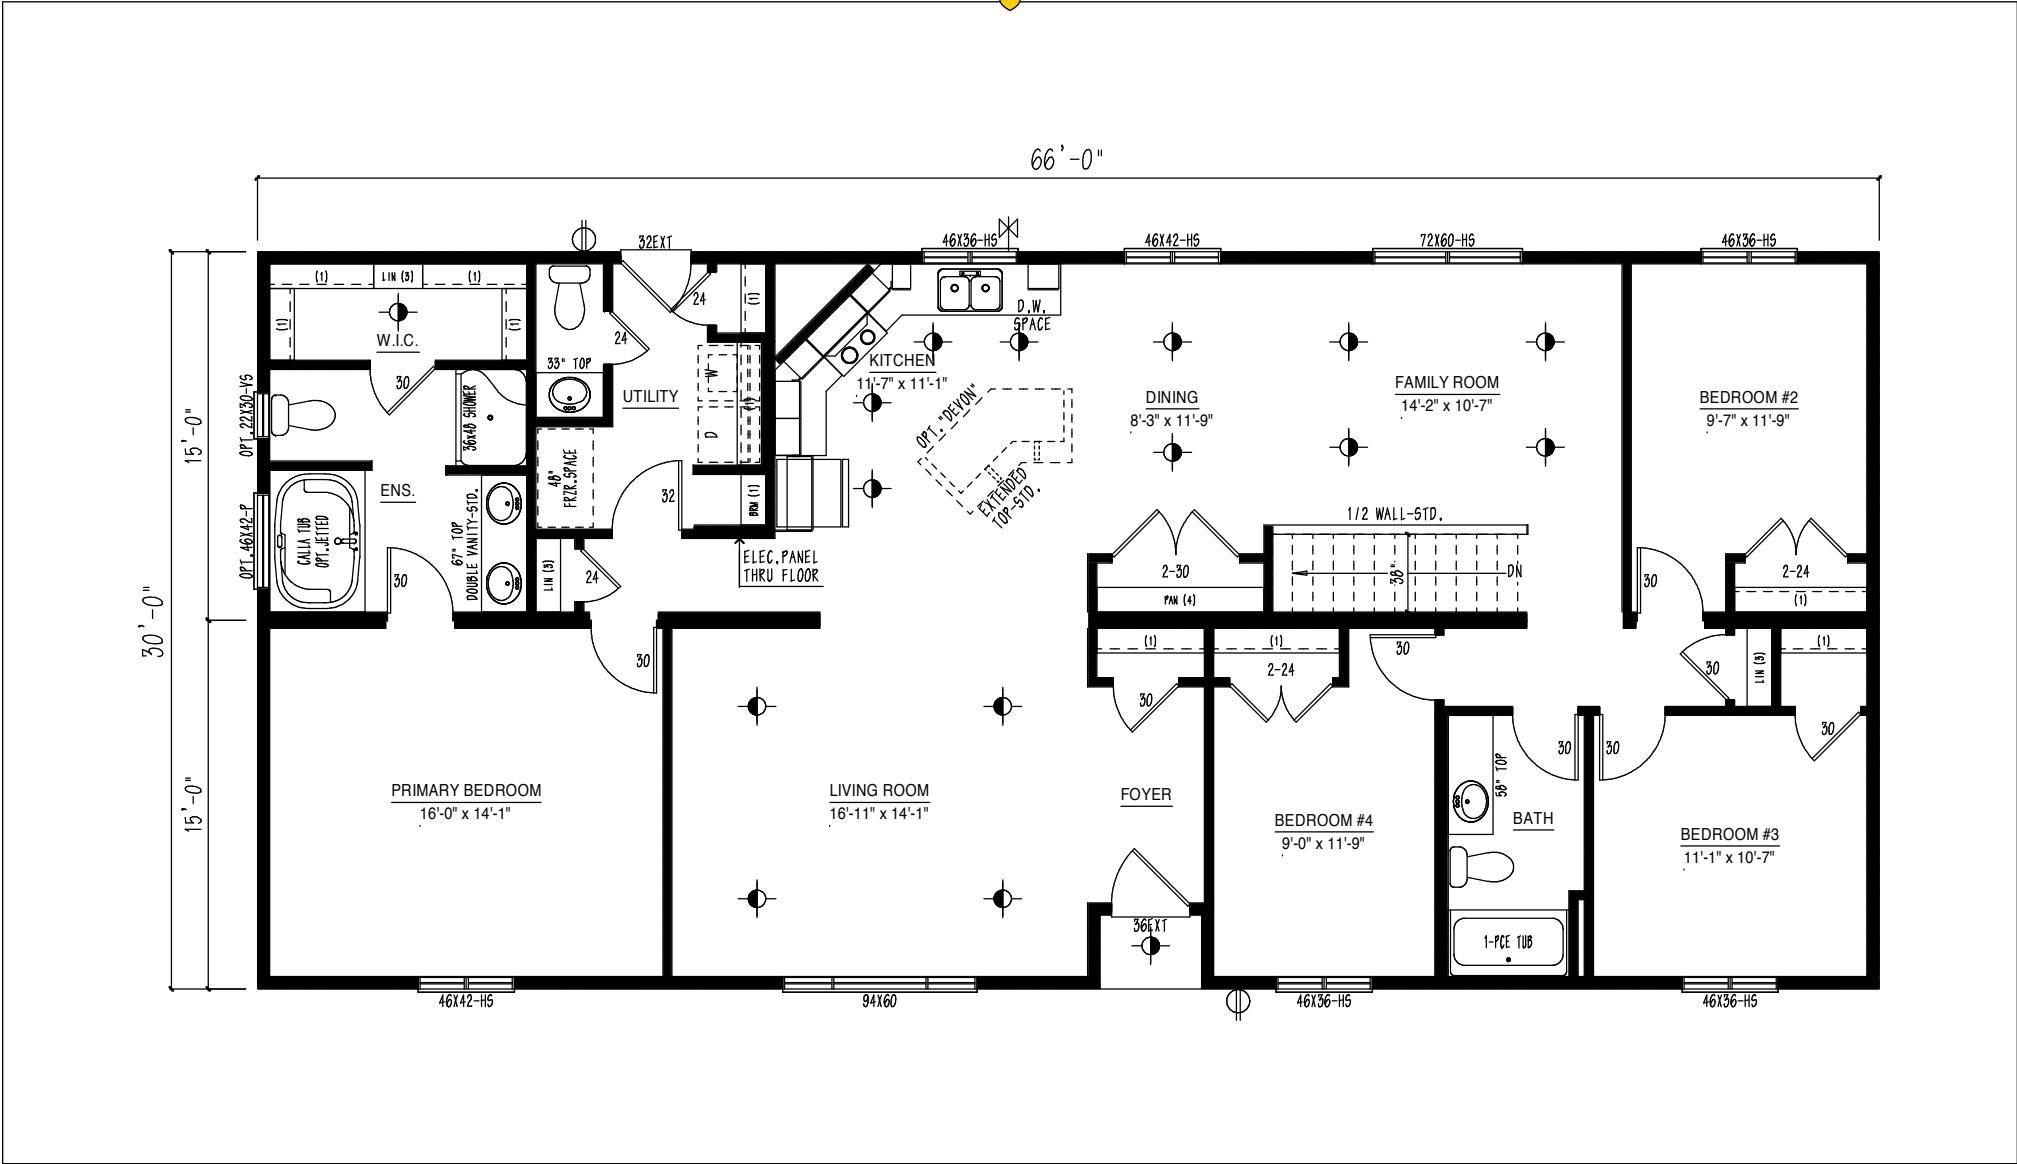 66'-0"
32EXT
46X36-HS
46X42-HS
72X60-HS
46X36-HS
(1)
LIN (3)
(1)
(1)
(1)
W.I.C.
30
24
(1)
24
33" TOP
UTILITY
W
(1)
D
D.W.
SPACE
KITCHEN
11'-7" x 11'-1"
OPT. "DEVON"
EXTENDED
TOP-STD.
DINING
8'-3" x 11'-9"
FAMILY ROOM
14'-2" x 10'-7"
BEDROOM #2
9'-7" x 11'-9"
OPT.22X30-VS
36x48 SHOWER
15'-0"
ENS.
OPT.46X42-P
CALLA TUB
OPT.JETTED
67" TOP
DOUBLE VANITY-STD.
30
48"
FRZR.SPACE
32
BRM (1)
LIN (3)
24
ELEC.PANEL
THRU FLOOR
1/2 WALL-STD.
2-30
PAN (4)
38"
DN
30
2-24
(1)
30'-0"
30
(1)
(1)
2-24
30
30
30
LIN (3)
(1)
30
30
30
15'-0"
PRIMARY BEDROOM
16'-0" x 14'-1"
LIVING ROOM
16'-11" x 14'-1"
FOYER
58" TOP
BEDROOM #4
9'-0" x 11'-9"
BATH
BEDROOM #3
11'-1" x 10'-7"
36EXT
1-PCE TUB
46X42-HS
94X60
46X36-HS
46X36-HS